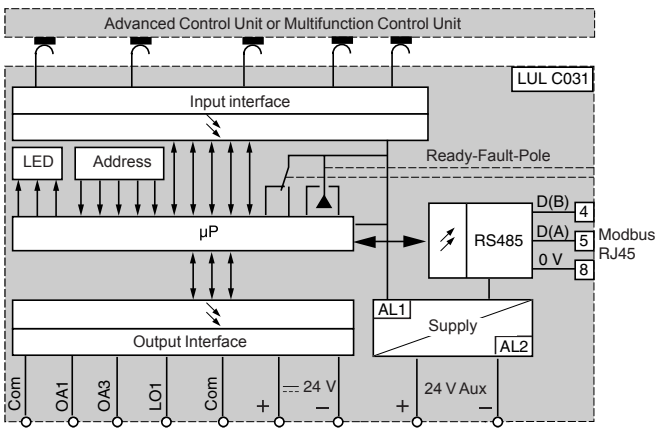 Advanced Control Unit or Multifunction Control Unit
LUL C031
Input interface
Ready-Fault-Pole
LED
Address
µP
RS485
D(B)
4
D(A)
5
0 V
8
Modbus
RJ45
AL1
Supply
AL2
Output Interface
Com
OA1
OA3
LO1
Com
+
24 V
–
+
24 V Aux
–